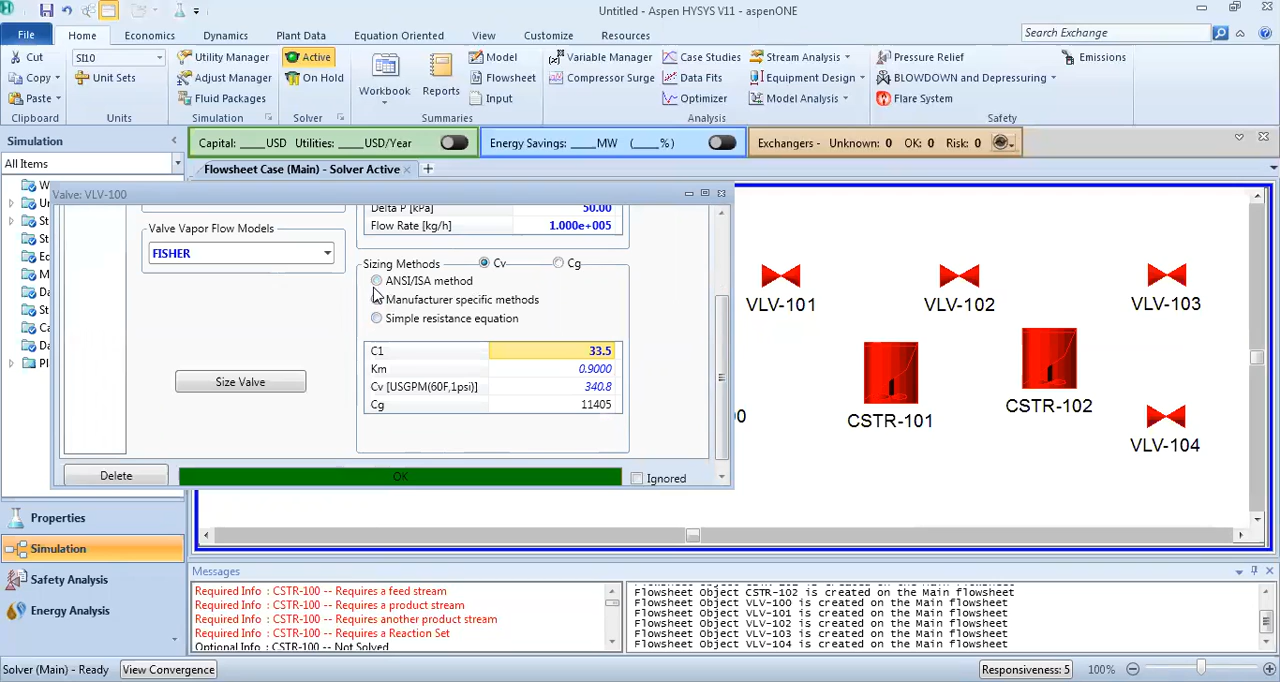 Untitled - Aspen HYSYS V11 - aspenONE
File Home Economics Dynamics Plant Data Equation Oriented View Customize Resources Search Exchange
Cut
Copy
Paste
Clipboard
SI10
Unit Sets
Units
Utility Manager
Adjust Manager
Fluid Packages
Simulation
Active
On Hold
Solver
Workbook
Reports
Model
Flowsheet
Input
Summaries
Variable Manager
Compressor Surge
Case Studies
Data Fits
Optimizer
Stream Analysis
Equipment Design
Model Analysis
Analysis
Pressure Relief
BLOWDOWN and Depressuring
Flare System
Emissions
Safety
Simulation
All Items
Capital: ____USD Utilities: ____USD/Year
Energy Savings: ____MW (____%)
Exchangers - Unknown: 0 OK: 0 Risk: 0
Flowsheet Case (Main) - Solver Active
Valve: VLV-100
Valve Vapor Flow Models
FISHER
Size Valve
Delta P [kPa] 50.00
Flow Rate [kg/h] 1.000e+005
Sizing Methods Cv Cg
ANSI/ISA method
Manufacturer specific methods
Simple resistance equation
C1 33.5
Km 0.9000
Cv [USGPM(60F,1psi)] 340.8
Cg 11405
Delete OK Ignored
VLV-101
VLV-102
VLV-103
CSTR-101
CSTR-102
VLV-104
Properties
Simulation
Safety Analysis
Energy Analysis
Messages
Required Info : CSTR-100 -- Requires a feed stream
Required Info : CSTR-100 -- Requires a product stream
Required Info : CSTR-100 -- Requires another product stream
Required Info : CSTR-100 -- Requires a Reaction Set
Optional Info : CSTR-100 -- Not Solved
Flowsheet Object CSTR-102 is created on the Main flowsheet
Flowsheet Object VLV-100 is created on the Main flowsheet
Flowsheet Object VLV-101 is created on the Main flowsheet
Flowsheet Object VLV-102 is created on the Main flowsheet
Flowsheet Object VLV-103 is created on the Main flowsheet
Flowsheet Object VLV-104 is created on the Main flowsheet
Solver (Main) - Ready View Convergence Responsiveness: 5 100%